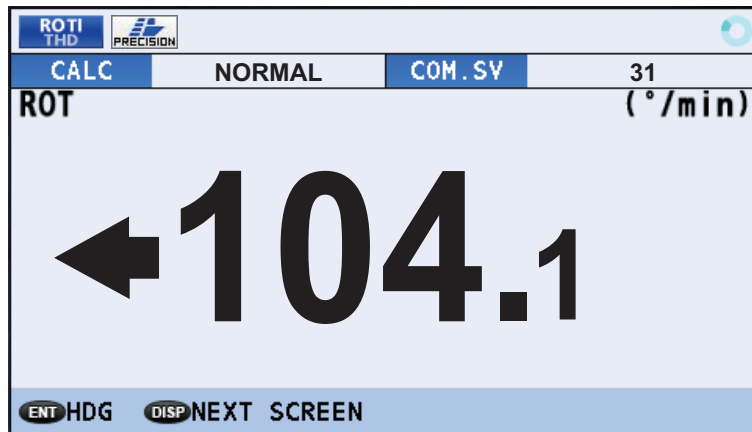 ROTI
THD PRECISION
CALC NORMAL COM.SV 31
ROT (°/min)
104.1
ENT HDG DISP NEXT SCREEN